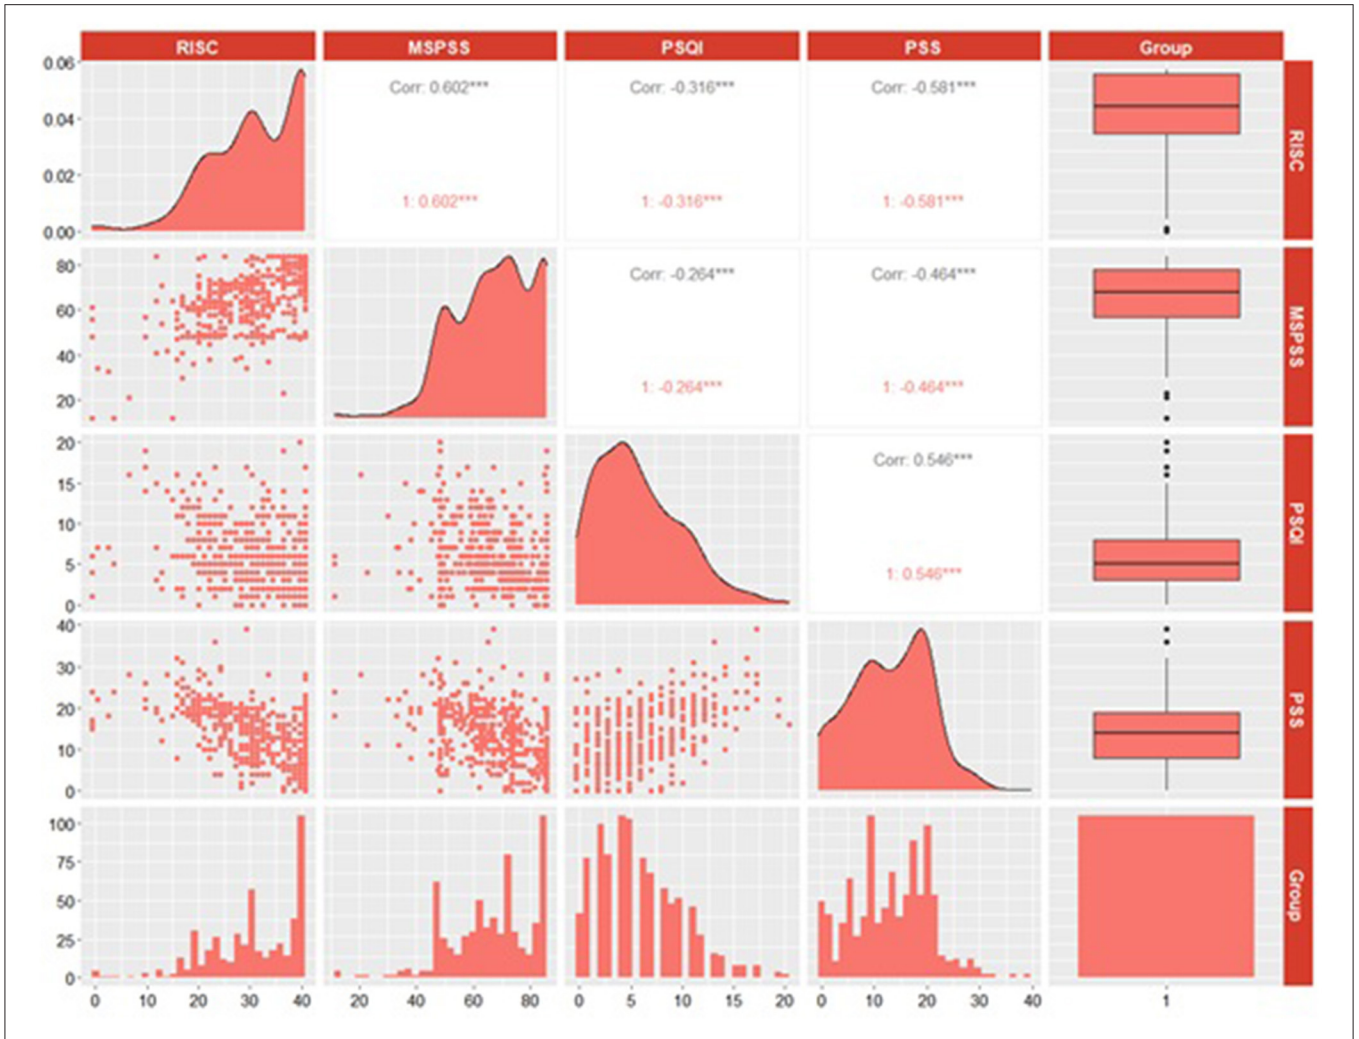 RISC MSPSS PSQI PSS Group
0.06
0.04
0.02
0.00
Corr: 0.602***
1: 0.602***
Corr: -0.316***
1: -0.316***
Corr: -0.581***
1: -0.581***
RISC
80
60
40
20
Corr: -0.264***
1: -0.264***
Corr: -0.464***
1: -0.464***
MSPSS
20
15
10
5
0
Corr: 0.546***
1: 0.546***
PSQI
40
30
20
10
0
PSS
100
75
50
25
0
Group
0 10 20 30 40
20 40 60 80
0 5 10 15 20
0 10 20 30 40
1